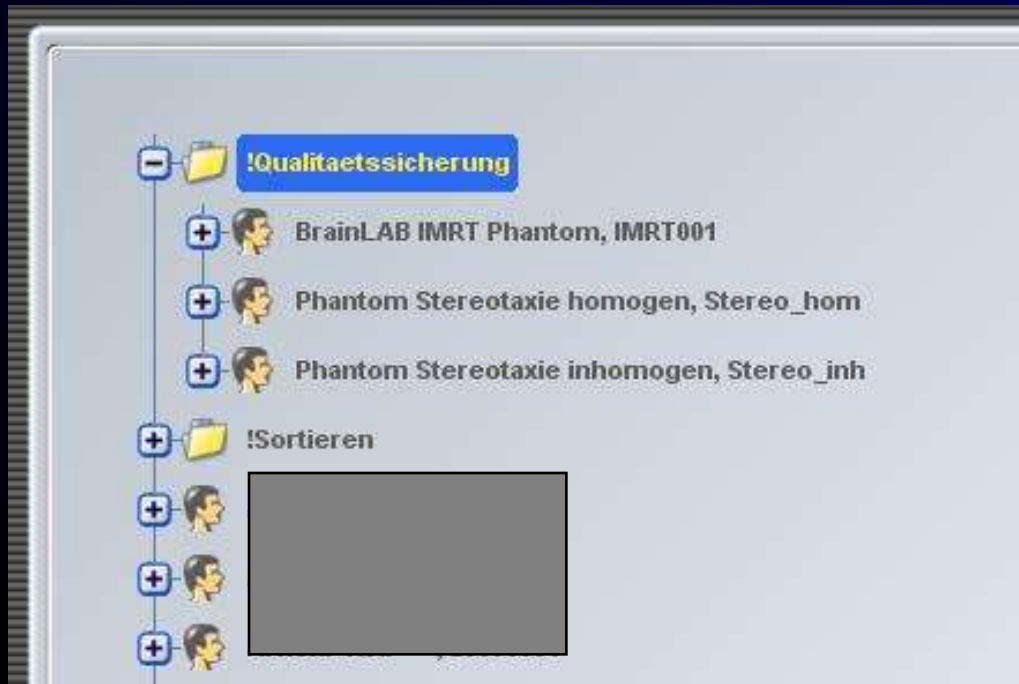 !Qualitaetssicherung
BrainLAB IMRT Phantom, IMRT001
Phantom Stereotaxie homogen, Stereo_hom
Phantom Stereotaxie inhomogen, Stereo_inh
!Sortieren